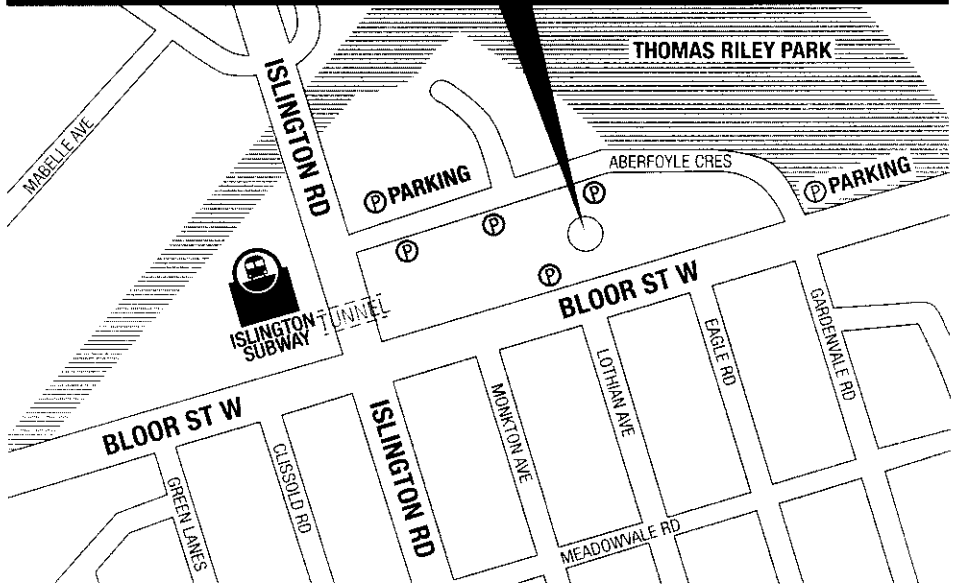 THOMAS RILEY PARK
ISLINGTON RD
MABELLE AVE
ABERFOYLE CRES
P PARKING
P PARKING
P
P
P
P
BLOOR ST W
ISLINGTON
SUBWAY
TUNNEL
GARDENVALE RD
EAGLE RD
LOTHIAN AVE
MONKTON AVE
BLOOR ST W
ISLINGTON RD
CLISSOLD RD
GREEN LANES
MEADOWVALE RD